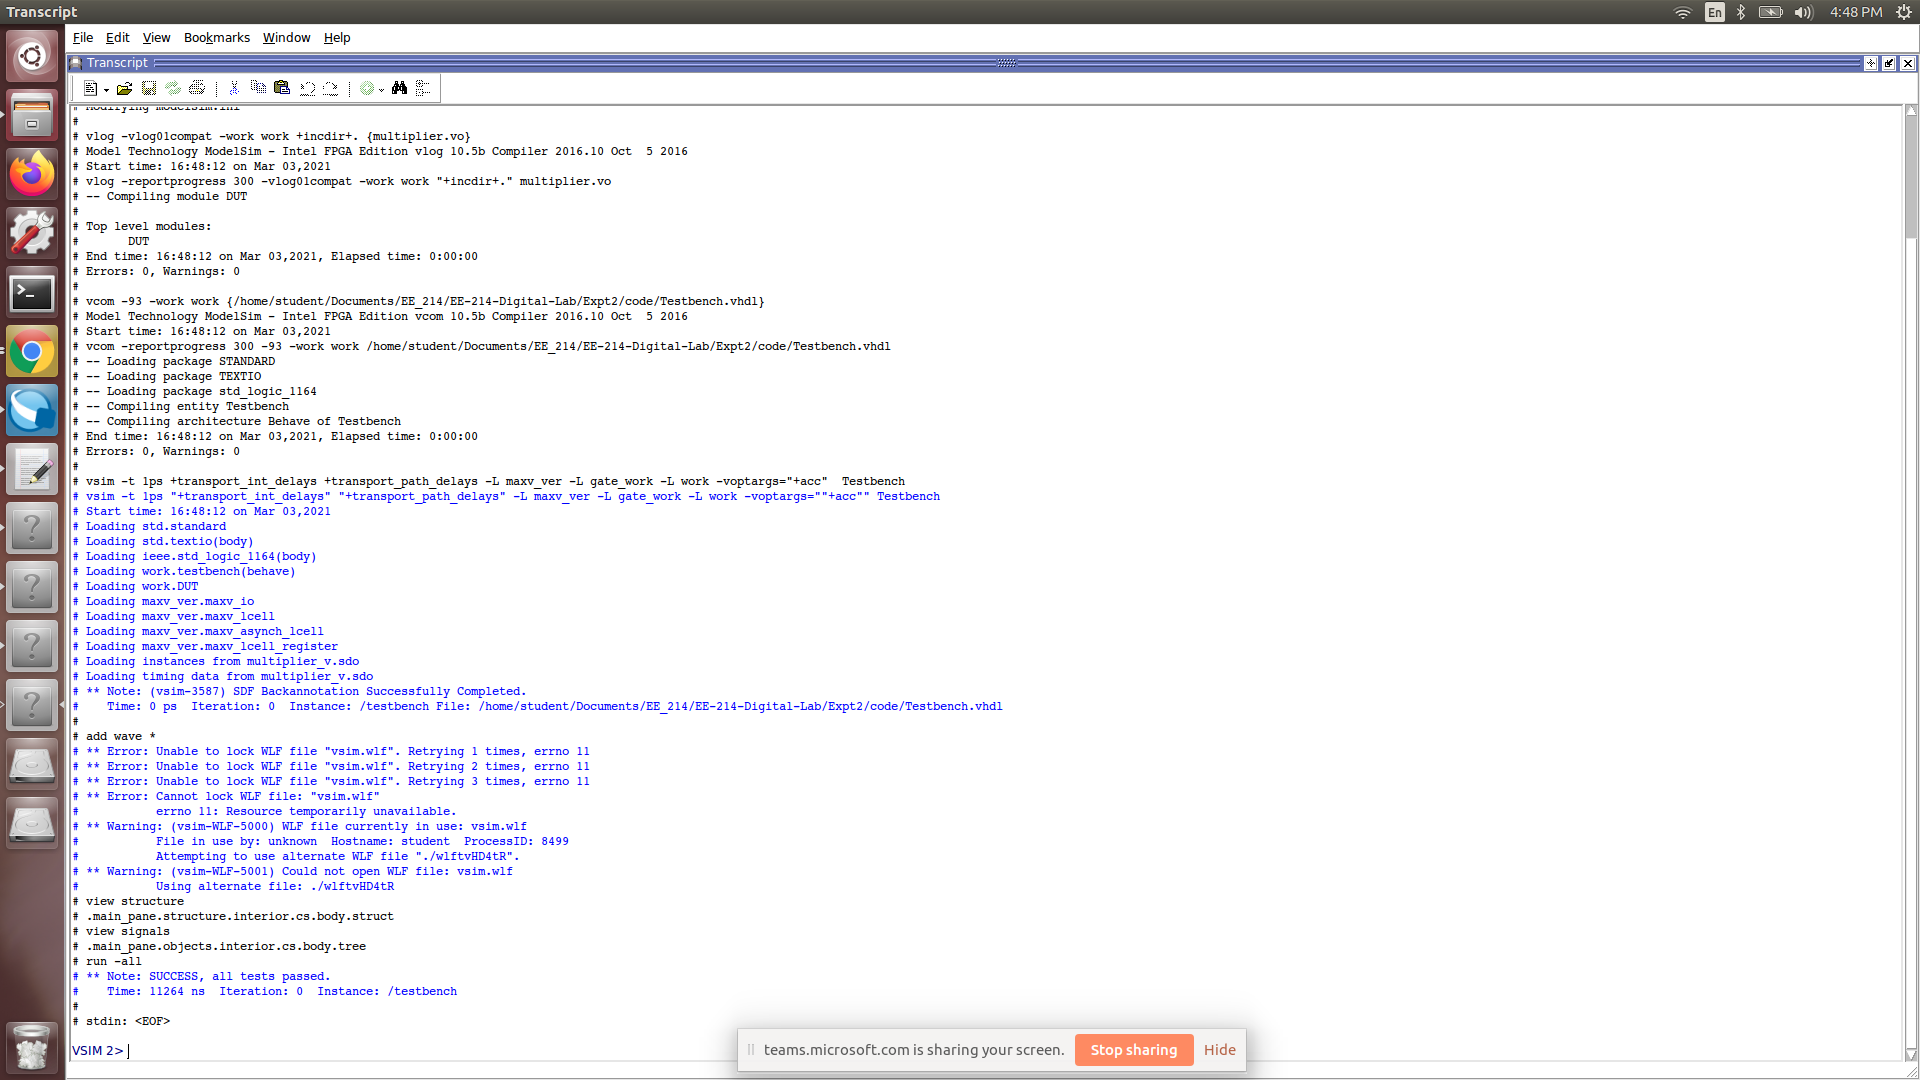 Transcript
En
4:48 PM
File Edit View Bookmarks Window Help
Transcript
# Modifying modelsim.ini
#
# vlog -vlog01compat -work work +incdir+. {multiplier.vo}
# Model Technology ModelSim - Intel FPGA Edition vlog 10.5b Compiler 2016.10 Oct  5 2016
# Start time: 16:48:12 on Mar 03,2021
# vlog -reportprogress 300 -vlog01compat -work work "+incdir+." multiplier.vo
# -- Compiling module DUT
#
# Top level modules:
#       DUT
# End time: 16:48:12 on Mar 03,2021, Elapsed time: 0:00:00
# Errors: 0, Warnings: 0
#
# vcom -93 -work work {/home/student/Documents/EE_214/EE-214-Digital-Lab/Expt2/code/Testbench.vhdl}
# Model Technology ModelSim - Intel FPGA Edition vcom 10.5b Compiler 2016.10 Oct  5 2016
# Start time: 16:48:12 on Mar 03,2021
# vcom -reportprogress 300 -93 -work work /home/student/Documents/EE_214/EE-214-Digital-Lab/Expt2/code/Testbench.vhdl
# -- Loading package STANDARD
# -- Loading package TEXTIO
# -- Loading package std_logic_1164
# -- Compiling entity Testbench
# -- Compiling architecture Behave of Testbench
# End time: 16:48:12 on Mar 03,2021, Elapsed time: 0:00:00
# Errors: 0, Warnings: 0
#
# vsim -t 1ps +transport_int_delays +transport_path_delays -L maxv_ver -L gate_work -L work -voptargs="+acc"  Testbench
# vsim -t 1ps "+transport_int_delays" "+transport_path_delays" -L maxv_ver -L gate_work -L work -voptargs=""+acc"" Testbench
# Start time: 16:48:12 on Mar 03,2021
# Loading std.standard
# Loading std.textio(body)
# Loading ieee.std_logic_1164(body)
# Loading work.testbench(behave)
# Loading work.DUT
# Loading maxv_ver.maxv_io
# Loading maxv_ver.maxv_lcell
# Loading maxv_ver.maxv_asynch_lcell
# Loading maxv_ver.maxv_lcell_register
# Loading instances from multiplier_v.sdo
# Loading timing data from multiplier_v.sdo
# ** Note: (vsim-3587) SDF Backannotation Successfully Completed.
#    Time: 0 ps  Iteration: 0  Instance: /testbench File: /home/student/Documents/EE_214/EE-214-Digital-Lab/Expt2/code/Testbench.vhdl
#
# add wave *
# ** Error: Unable to lock WLF file "vsim.wlf". Retrying 1 times, errno 11
# ** Error: Unable to lock WLF file "vsim.wlf". Retrying 2 times, errno 11
# ** Error: Unable to lock WLF file "vsim.wlf". Retrying 3 times, errno 11
# ** Error: Cannot lock WLF file: "vsim.wlf"
#           errno 11: Resource temporarily unavailable.
# ** Warning: (vsim-WLF-5000) WLF file currently in use: vsim.wlf
#           File in use by: unknown  Hostname: student  ProcessID: 8499
#           Attempting to use alternate WLF file "./wlftvHD4tR".
# ** Warning: (vsim-WLF-5001) Could not open WLF file: vsim.wlf
#           Using alternate file: ./wlftvHD4tR
# view structure
# .main_pane.structure.interior.cs.body.struct
# view signals
# .main_pane.objects.interior.cs.body.tree
# run -all
# ** Note: SUCCESS, all tests passed.
#    Time: 11264 ns  Iteration: 0  Instance: /testbench
#
# stdin: <EOF>
VSIM 2>
teams.microsoft.com is sharing your screen. Stop sharing Hide